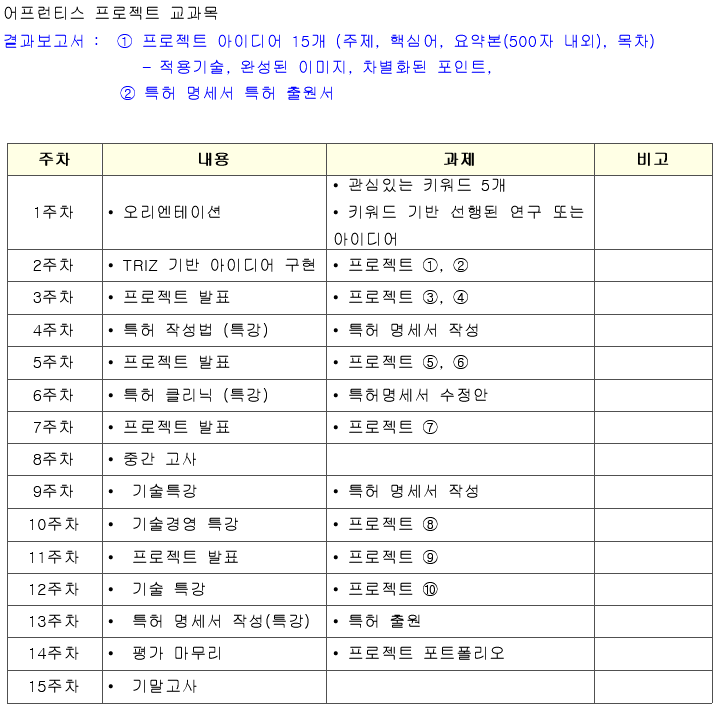 어프런티스 프로젝트 교과목
결과보고서 : ① 프로젝트 아이디어 15개 (주제, 핵심어, 요약본(500자 내외), 목차)
- 적용기술, 완성된 이미지, 차별화된 포인트,
② 특허 명세서 특허 출원서
주차 내용 과제 비고
1주차 • 오리엔테이션 • 관심있는 키워드 5개
• 키워드 기반 선행된 연구 또는
아이디어
2주차 • TRIZ 기반 아이디어 구현 • 프로젝트 ①, ②
3주차 • 프로젝트 발표 • 프로젝트 ③, ④
4주차 • 특허 작성법 (특강) • 특허 명세서 작성
5주차 • 프로젝트 발표 • 프로젝트 ⑤, ⑥
6주차 • 특허 클리닉 (특강) • 특허명세서 수정안
7주차 • 프로젝트 발표 • 프로젝트 ⑦
8주차 • 중간 고사
9주차 • 기술특강 • 특허 명세서 작성
10주차 • 기술경영 특강 • 프로젝트 ⑧
11주차 • 프로젝트 발표 • 프로젝트 ⑨
12주차 • 기술 특강 • 프로젝트 ⑩
13주차 • 특허 명세서 작성(특강) • 특허 출원
14주차 • 평가 마무리 • 프로젝트 포트폴리오
15주차 • 기말고사